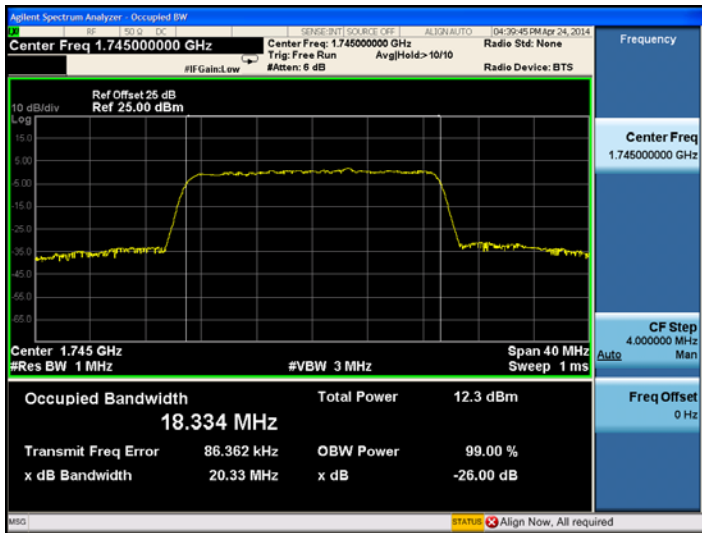 Agilent Spectrum Analyzer - Occupied BW
RF 50 Ω DC SENSE:INT SOURCE OFF ALIGN AUTO 04:39:45 PM Apr 24, 2014
Center Freq 1.745000000 GHz
Center Freq: 1.745000000 GHz
Radio Std: None
Trig: Free Run Avg|Hold:> 10/10
#IFGain:Low #Atten: 6 dB Radio Device: BTS
Frequency
Ref Offset 25 dB
10 dB/div Ref 25.00 dBm
Log
15.0
5.00
-5.00
-15.0
-25.0
-35.0
-45.0
-55.0
-65.0
Center 1.745 GHz Span 40 MHz
#Res BW 1 MHz #VBW 3 MHz Sweep 1 ms
Occupied Bandwidth Total Power 12.3 dBm
18.334 MHz
Transmit Freq Error 86.362 kHz OBW Power 99.00 %
x dB Bandwidth 20.33 MHz x dB -26.00 dB
Center Freq
1.745000000 GHz
CF Step
4.000000 MHz
Auto Man
Freq Offset
0 Hz
MSG STATUS Align Now, All required